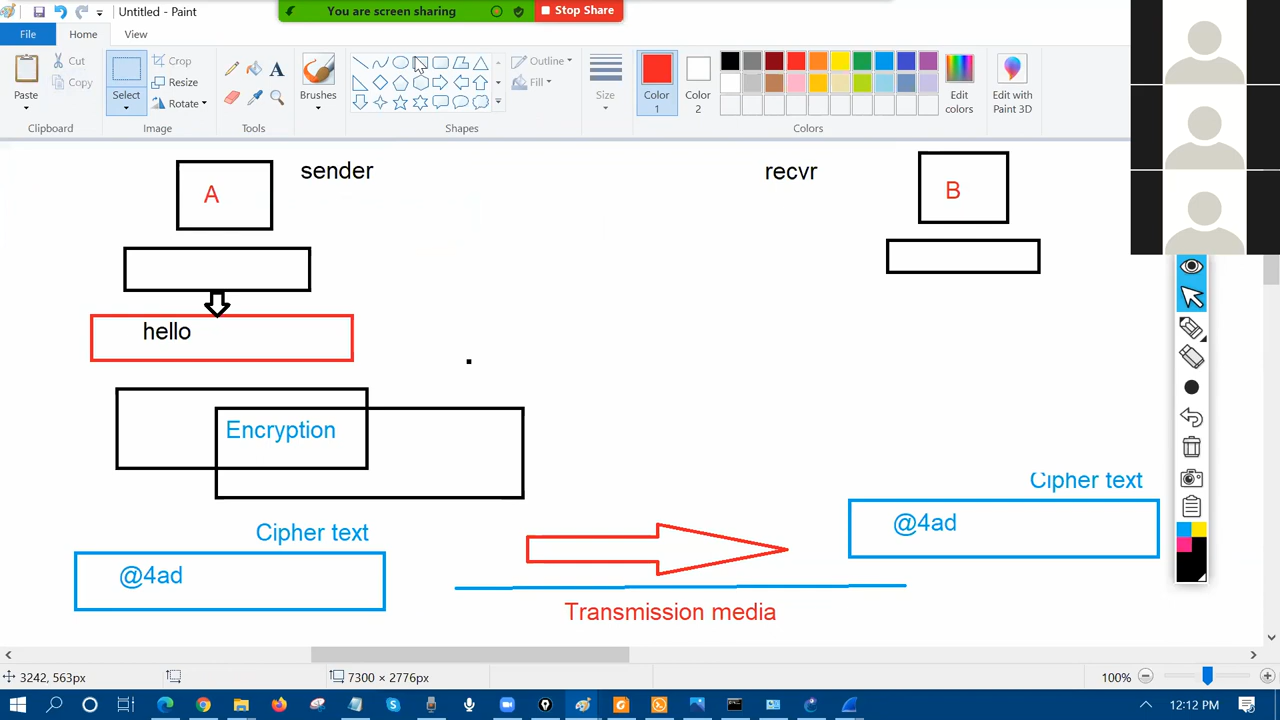 Untitled - Paint
You are screen sharing
Stop Share
File
Home
View
Paste
Cut
Copy
Clipboard
Select
Crop
Resize
Rotate
Image
A
Tools
Brushes
Shapes
Outline
Fill
Size
Color
1
Color
2
Edit
colors
Colors
Edit with
Paint 3D
A
sender
recvr
B
hello
Encryption
Cipher text
@4ad
Transmission media
Cipher text
@4ad
3242, 563px
7300 × 2776px
100%
12:12 PM